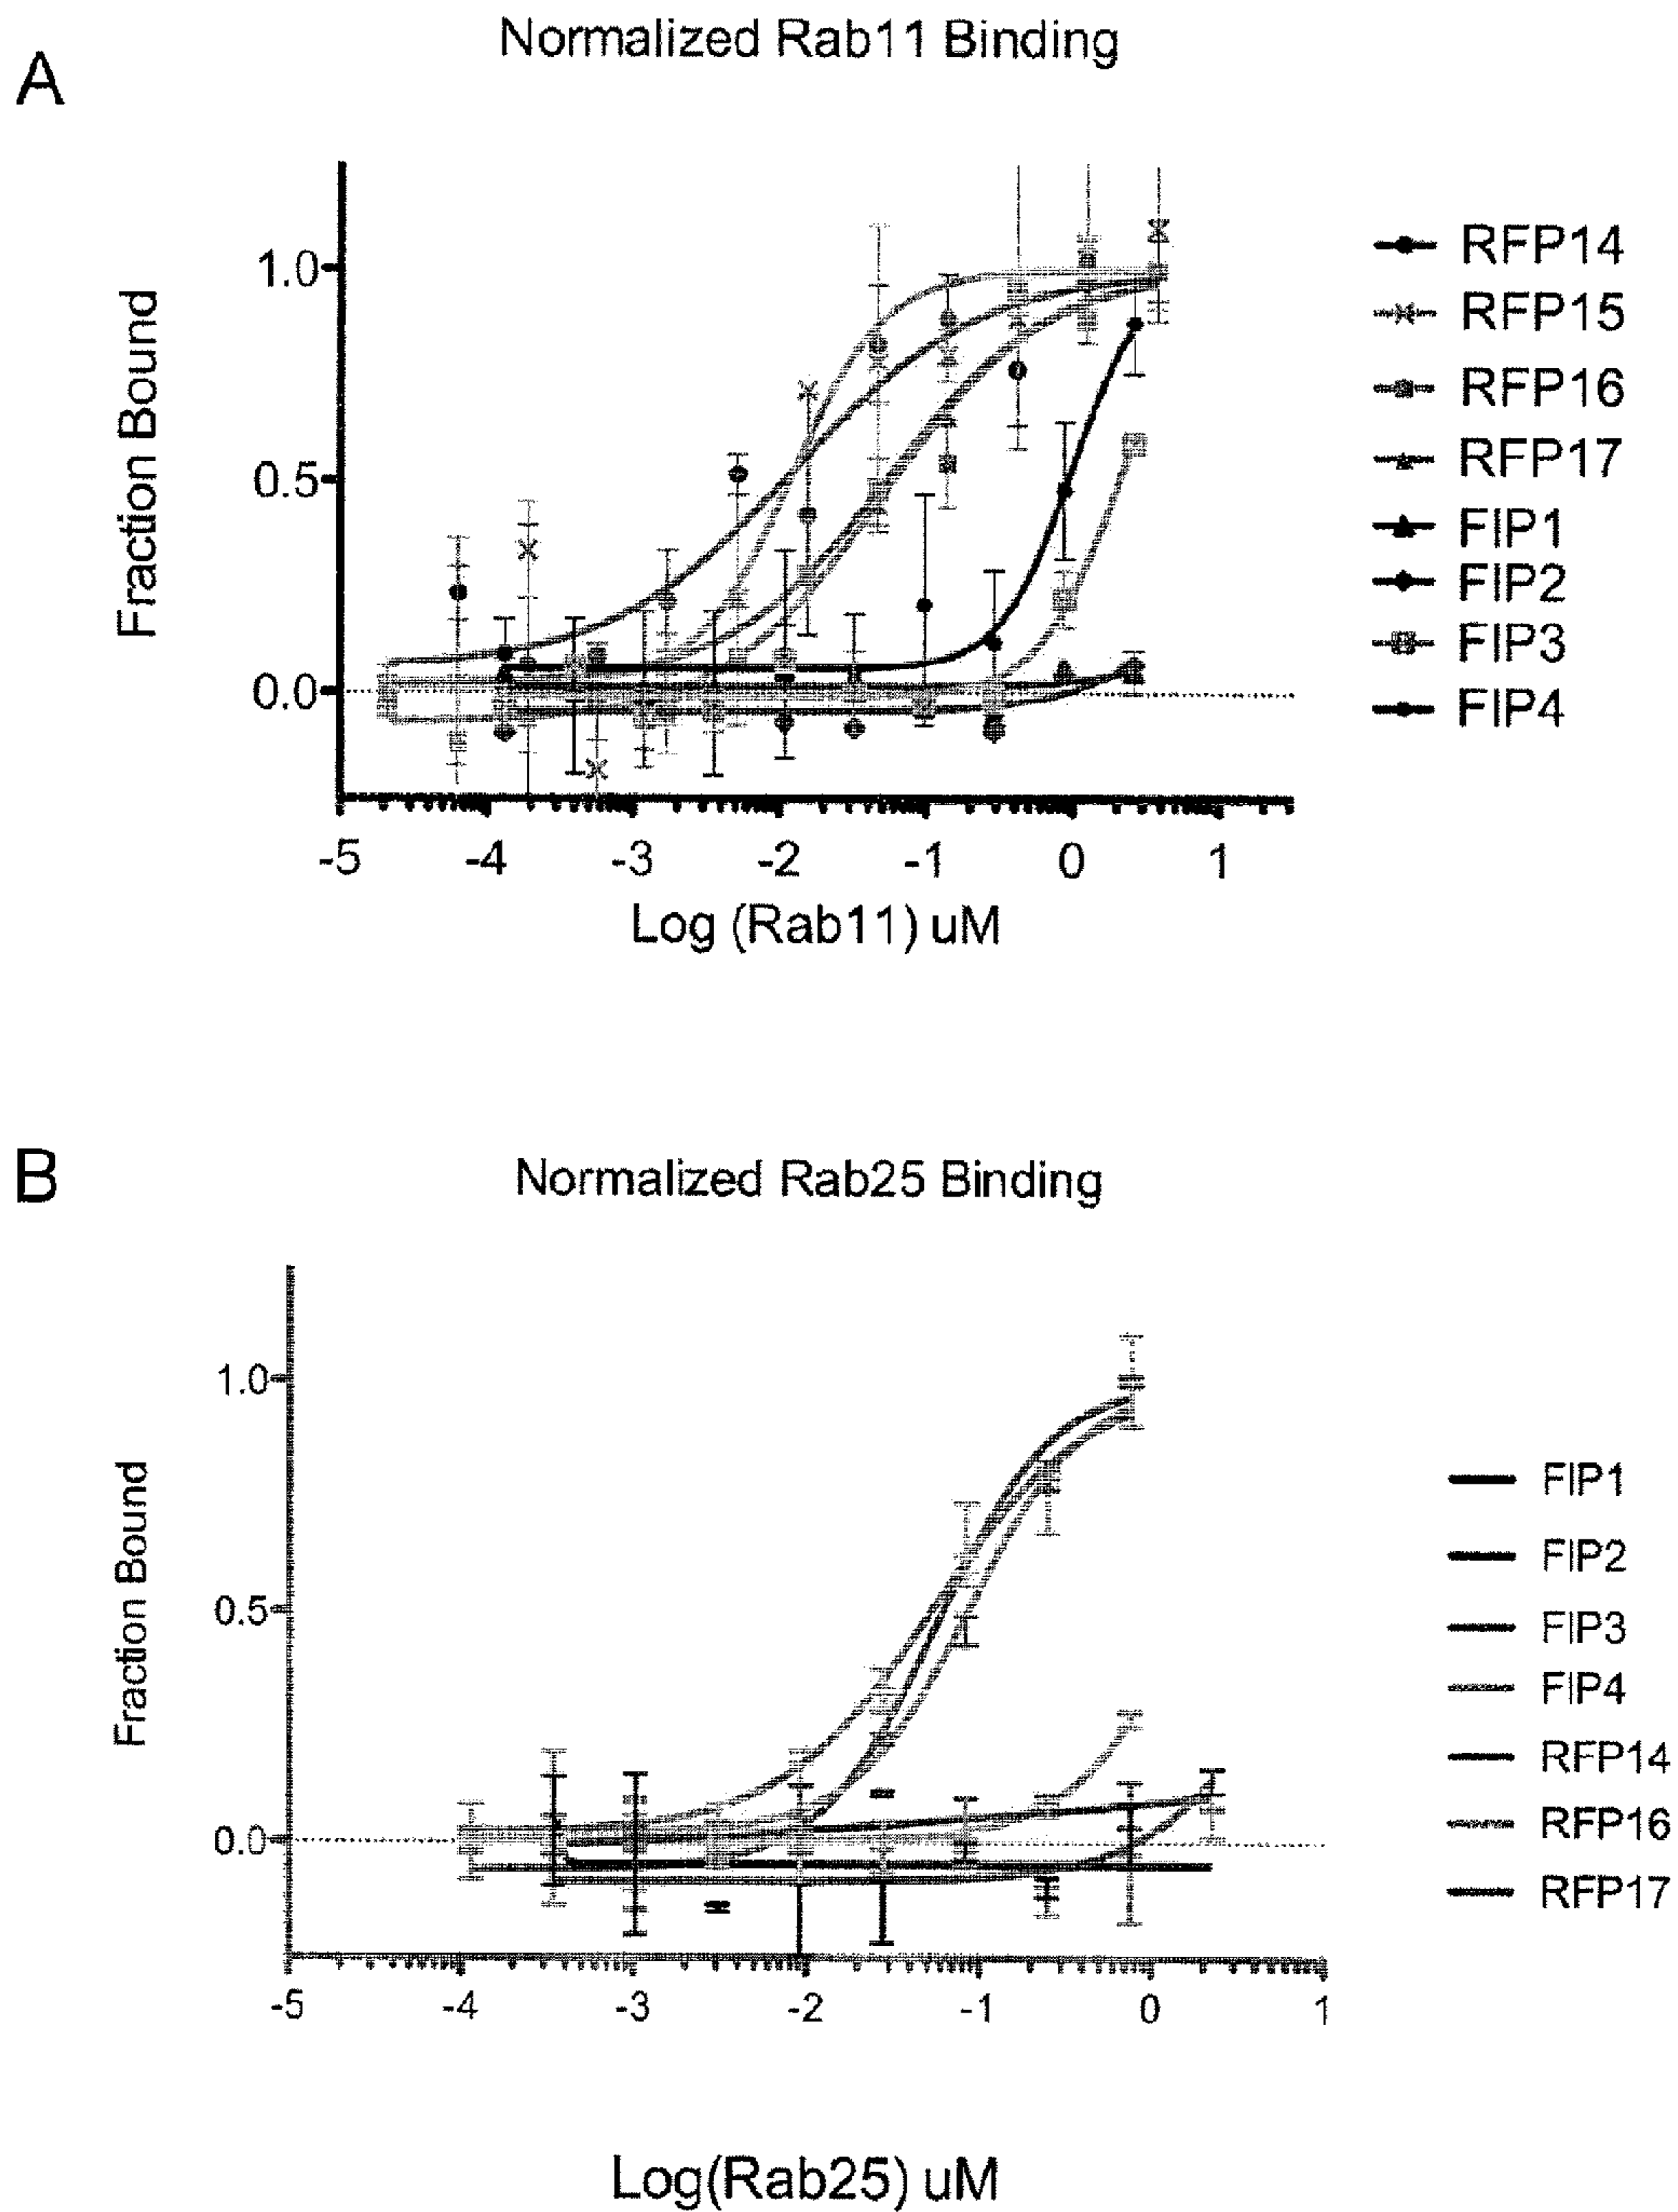 A
Normalized Rab11 Binding
Fraction Bound
1.0
0.5
0.0
-5 -4 -3 -2 -1 0 1
Log (Rab11) uM
RFP14
RFP15
RFP16
RFP17
FIP1
FIP2
FIP3
FIP4
B
Normalized Rab25 Binding
Fraction Bound
1.0
0.5
0.0
-5 -4 -3 -2 -1 0 1
Log(Rab25) uM
FIP1
FIP2
FIP3
FIP4
RFP14
RFP16
RFP17